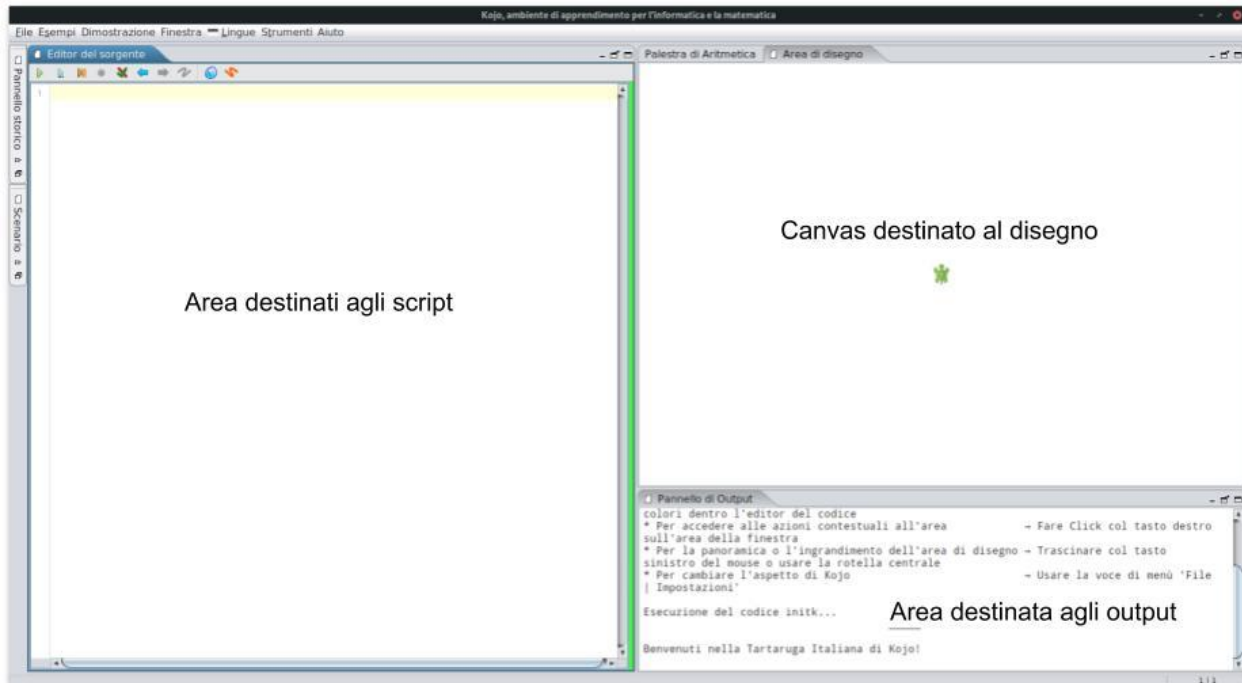 Kojo, ambiente di apprendimento per l'informatica e la matematica
File Esempi Dimostrazione Finestra Lingue Strumenti Aiuto
Pannello storico
Scenario
Editor del sorgente
1
Area destinati agli script
Palestra di Aritmetica Area di disegno
Canvas destinato al disegno
Pannello di Output
colori dentro l'editor del codice
* Per accedere alle azioni contestuali all'area → Fare Click col tasto destro
sull'area della finestra
* Per la panoramica o l'ingrandimento dell'area di disegno → Trascinare col tasto
sinistro del mouse o usare la rotella centrale
* Per cambiare l'aspetto di Kojo → Usare la voce di menù 'File
| Impostazioni'
Esecuzione del codice initk...
Area destinata agli output
Benvenuti nella Tartaruga Italiana di Kojo!
1|1